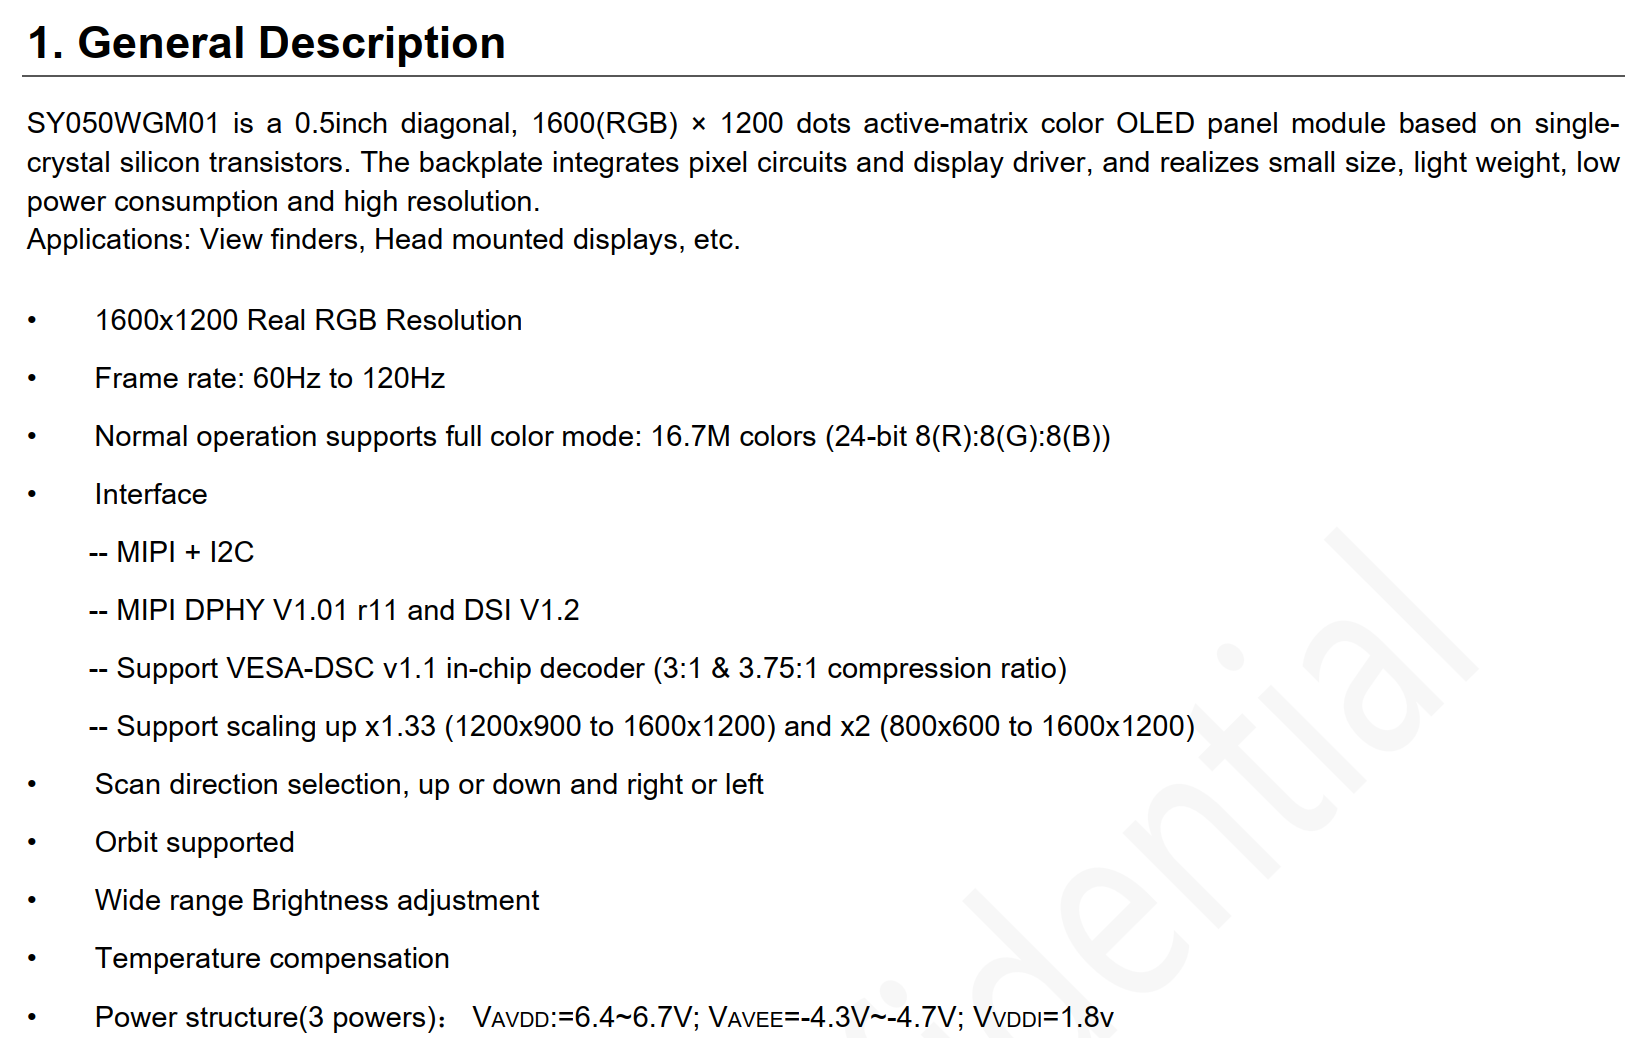 1. General Description
SY050WGM01 is a 0.5inch diagonal, 1600(RGB) × 1200 dots active-matrix color OLED panel module based on single-
crystal silicon transistors. The backplate integrates pixel circuits and display driver, and realizes small size, light weight, low
power consumption and high resolution.
Applications: View finders, Head mounted displays, etc.
• 1600x1200 Real RGB Resolution
• Frame rate: 60Hz to 120Hz
• Normal operation supports full color mode: 16.7M colors (24-bit 8(R):8(G):8(B))
• Interface
-- MIPI + I2C
-- MIPI DPHY V1.01 r11 and DSI V1.2
-- Support VESA-DSC v1.1 in-chip decoder (3:1 & 3.75:1 compression ratio)
-- Support scaling up x1.33 (1200x900 to 1600x1200) and x2 (800x600 to 1600x1200)
• Scan direction selection, up or down and right or left
• Orbit supported
• Wide range Brightness adjustment
• Temperature compensation
• Power structure(3 powers)： VAVDD:=6.4~6.7V; VAVEE=-4.3V~-4.7V; VVDDI=1.8v
idential